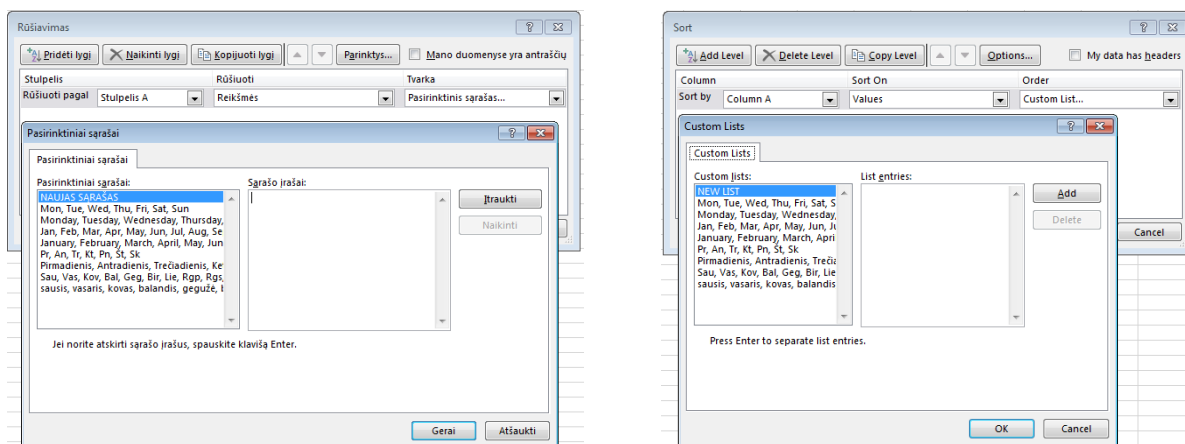 Rūšiavimas
Pridėti lygį Naikinti lygį Kopijuoti lygį Parinktys... Mano duomenyse yra antraščių
Stulpelis Rūšiuoti Tvarka
Rūšiuoti pagal Stulpelis A Reikšmės Pasirinktinis sąrašas...
Pasirinktiniai sąrašai
Pasirinktiniai sąrašai
Pasirinktiniai sąrašai: Sąrašo įrašai:
NAUJAS SĄRAŠAS
Mon, Tue, Wed, Thu, Fri, Sat, Sun
Monday, Tuesday, Wednesday, Thursday,
Jan, Feb, Mar, Apr, May, Jun, Jul, Aug, Se
January, February, March, April, May, Jun
Pr, An, Tr, Kt, Pn, Št, Sk
Pirmadienis, Antradienis, Trečiadienis, Ke
Sau, Vas, Kov, Bal, Geg, Bir, Lie, Rgp, Rgs,
sausis, vasaris, kovas, balandis, gegužė, b
Įtraukti
Naikinti
Jei norite atskirti sąrašo įrašus, spauskite klavišą Enter.
Gerai Atšaukti
Sort
Add Level Delete Level Copy Level Options... My data has headers
Column Sort On Order
Sort by Column A Values Custom List...
Custom Lists
Custom Lists
Custom lists: List entries:
NEW LIST
Mon, Tue, Wed, Thu, Fri, Sat, S
Monday, Tuesday, Wednesday,
Jan, Feb, Mar, Apr, May, Jun, Ju
January, February, March, Apri
Pr, An, Tr, Kt, Pn, Št, Sk
Pirmadienis, Antradienis, Trečia
Sau, Vas, Kov, Bal, Geg, Bir, Lie
sausis, vasaris, kovas, balandis
Add
Delete
Cancel
Press Enter to separate list entries.
OK Cancel